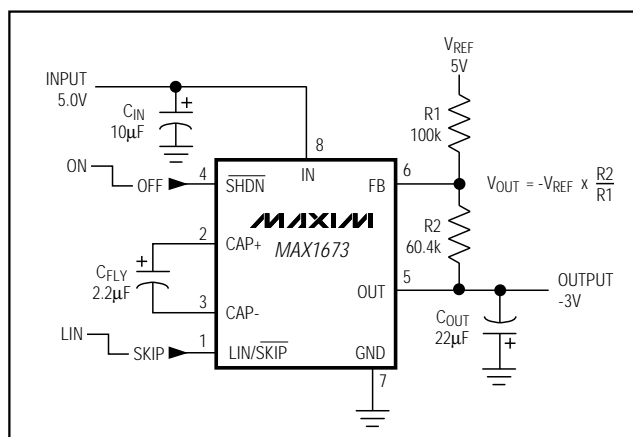 VREF
5V
INPUT
5.0V
CIN
10µF
+
R1
100k
8
IN
ON
OFF
4
SHDN
FB
6
VOUT = -VREF x R2/R1
MAXIM
MAX1673
R2
60.4k
2
CAP+
+
CFLY
2.2µF
3
CAP-
OUT
5
OUTPUT
-3V
COUT
22µF
+
LIN
SKIP
1
LIN/SKIP
GND
7